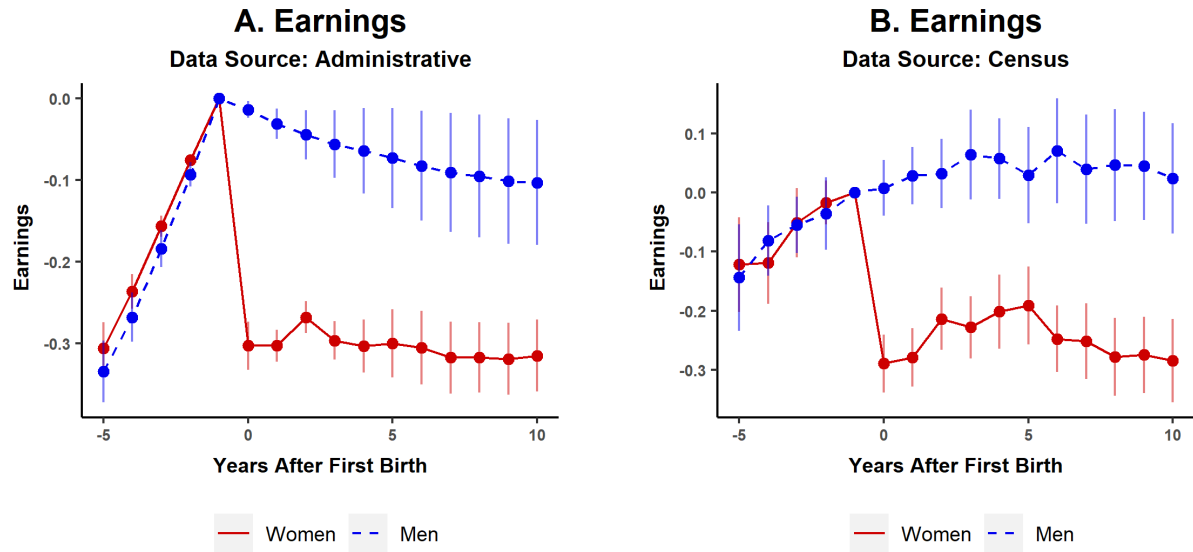 A. Earnings
Data Source: Administrative
0.0
-0.1
-0.2
-0.3
Earnings
-5 0 5 10
Years After First Birth
Women Men
B. Earnings
Data Source: Census
0.1
0.0
-0.1
-0.2
-0.3
Earnings
-5 0 5 10
Years After First Birth
Women Men